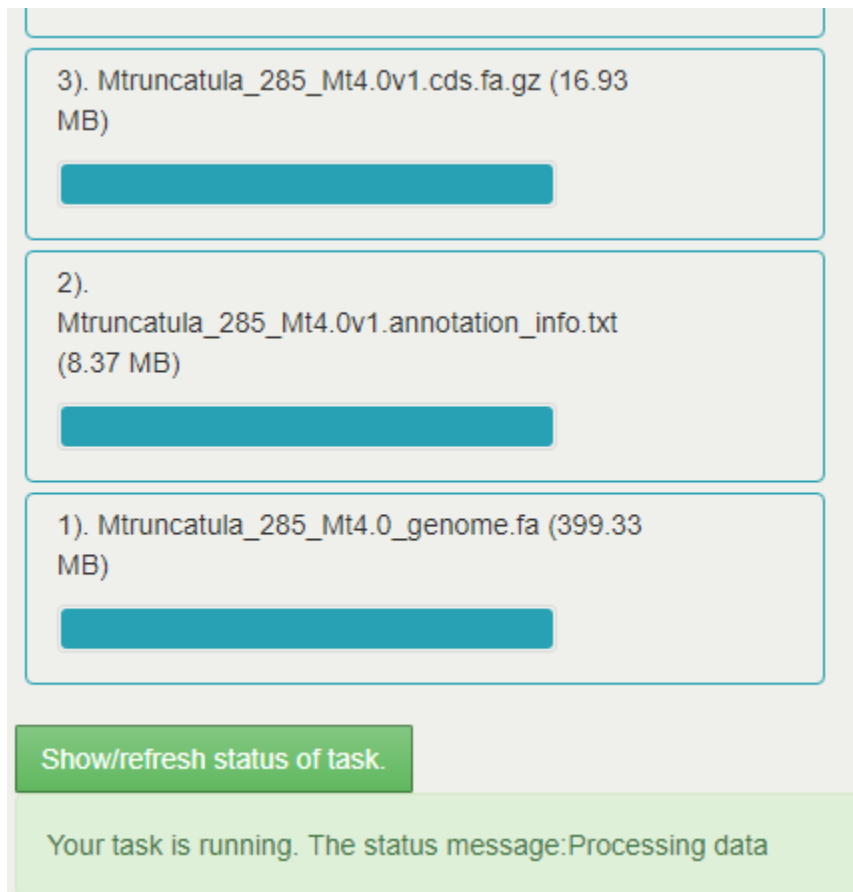 3). Mtruncatula_285_Mt4.0v1.cds.fa.gz (16.93
MB)
2).
Mtruncatula_285_Mt4.0v1.annotation_info.txt
(8.37 MB)
1). Mtruncatula_285_Mt4.0_genome.fa (399.33
MB)
Show/refresh status of task.
Your task is running. The status message:Processing data